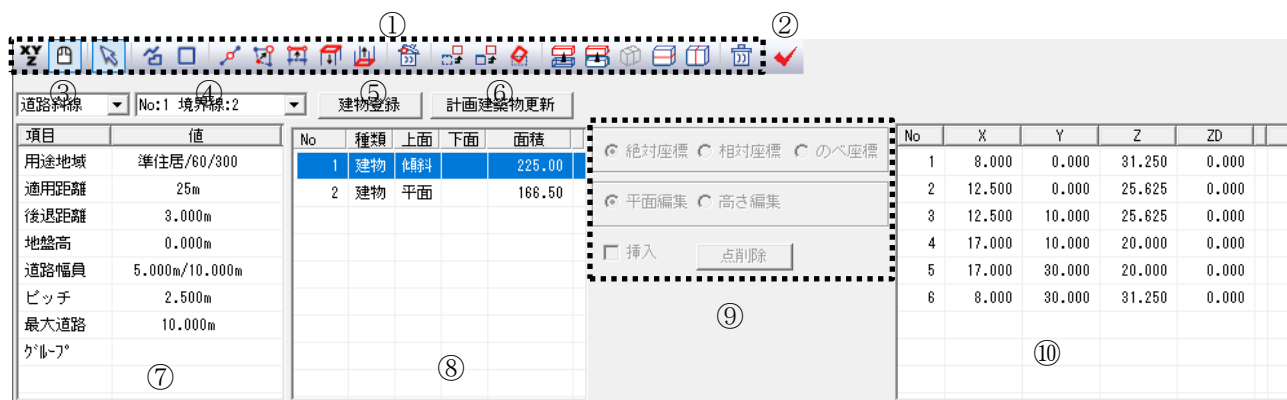 ① ②
XYZ
③ ④ ⑤ ⑥
道路斜線 No:1 境界線:2 建物登録 計画建築物更新
項目 値
用途地域 準住居/60/300
適用距離 25m
後退距離 3.000m
地盤高 0.000m
道路幅員 5.000m/10.000m
ピッチ 2.500m
最大道路 10.000m
ｸﾞﾙｰﾌﾟ
⑦
No 種類 上面 下面 面積
1 建物 傾斜 225.00
2 建物 平面 166.50
⑧
絶対座標 相対座標 のべ座標
平面編集 高さ編集
挿入 点削除
⑨
No X Y Z ZD
1 8.000 0.000 31.250 0.000
2 12.500 0.000 25.625 0.000
3 12.500 10.000 25.625 0.000
4 17.000 10.000 20.000 0.000
5 17.000 30.000 20.000 0.000
6 8.000 30.000 31.250 0.000
⑩